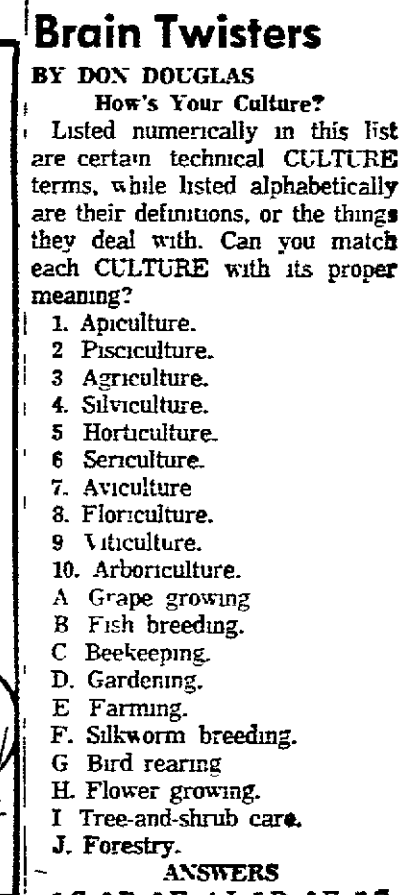 Brain Twisters
BY DON DOUGLAS
How's Your Culture?
Listed numerically in this list
are certain technical CULTURE
terms, while listed alphabetically
are their definitions, or the things
they deal with. Can you match
each CULTURE with its proper
meaning?
1. Apiculture.
2 Pisciculture.
3 Agriculture.
4. Silviculture.
5 Horticulture.
6 Sericulture.
7. Aviculture
8. Floriculture.
9 Viticulture.
10. Arboriculture.
A Grape growing
B Fish breeding.
C Beekeeping.
D. Gardening.
E Farming.
F. Silkworm breeding.
G Bird rearing
H. Flower growing.
I Tree-and-shrub care.
J. Forestry.
ANSWERS